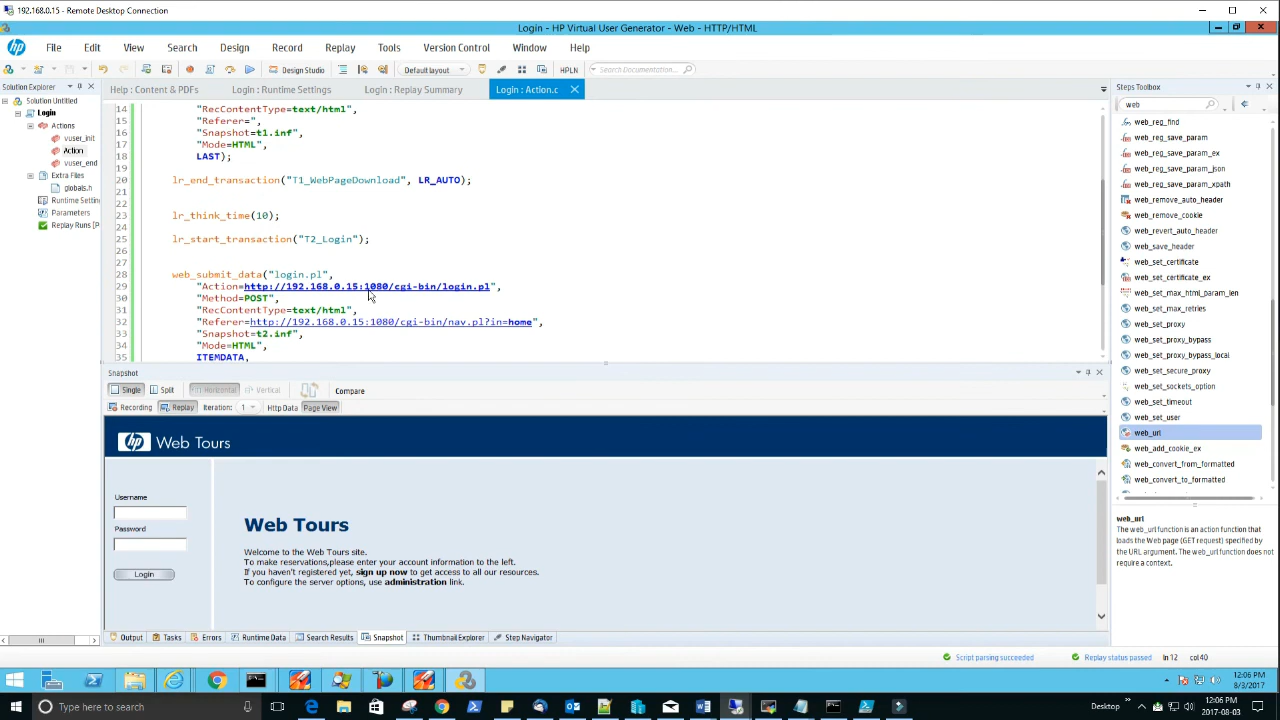 192.168.0.15 - Remote Desktop Connection
Login - HP Virtual User Generator - Web - HTTP/HTML
File Edit View Search Design Record Replay Tools Version Control Window Help
Design Studio Default layout HPLN Search Documentation...
Solution Explorer
Solution Untitled
Login
Actions
vuser_init
Action
vuser_end
Extra Files
globals.h
Runtime Setting
Parameters
Replay Runs [P
Help : Content & PDFs Login : Runtime Settings Login : Replay Summary Login : Action.c
14 "RecContentType=text/html",
15 "Referer=",
16 "Snapshot=t1.inf",
17 "Mode=HTML",
18 LAST);
19
20 lr_end_transaction("T1_WebPageDownload", LR_AUTO);
21
22
23 lr_think_time(10);
24
25 lr_start_transaction("T2_Login");
26
27
28 web_submit_data("login.pl",
29 "Action=http://192.168.0.15:1080/cgi-bin/login.pl",
30 "Method=POST",
31 "RecContentType=text/html",
32 "Referer=http://192.168.0.15:1080/cgi-bin/nav.pl?in=home",
33 "Snapshot=t2.inf",
34 "Mode=HTML",
35 ITEMDATA,
Snapshot
Single Split Horizontal Vertical Compare
Recording Replay Iteration: 1 Http Data Page View
hp Web Tours
Username
Password
Login
Web Tours
Welcome to the Web Tours site.
To make reservations,please enter your account information to the left.
If you haven't registered yet, sign up now to get access to all our resources.
To configure the server options, use administration link.
Output Tasks Errors Runtime Data Search Results Snapshot Thumbnail Explorer Step Navigator
Steps Toolbox
web
web_reg_find
web_reg_save_param
web_reg_save_param_ex
web_reg_save_param_json
web_reg_save_param_xpath
web_remove_auto_header
web_remove_cookie
web_revert_auto_header
web_save_header
web_set_certificate
web_set_certificate_ex
web_set_max_html_param_len
web_set_max_retries
web_set_proxy
web_set_proxy_bypass
web_set_proxy_bypass_local
web_set_secure_proxy
web_set_sockets_option
web_set_timeout
web_set_user
web_url
web_add_cookie_ex
web_convert_from_formatted
web_convert_to_formatted
web_url
The web_url function is an action function that
loads the Web page (GET request) specified by
the URL argument. The web_url function does not
require a context.
Script parsing succeeded Replay status passed ln 12 col 40
12:06 PM
8/3/2017
Type here to search
Desktop
12:06 PM
2017-08-03